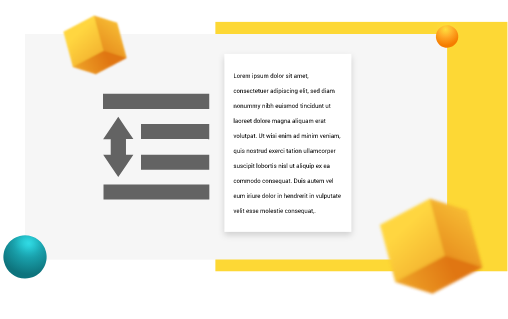 Lorem ipsum dolor sit amet,
consectetuer adipiscing elit, sed diam
nonummy nibh euismod tincidunt ut
laoreet dolore magna aliquam erat
volutpat. Ut wisi enim ad minim veniam,
quis nostrud exerci tation ullamcorper
suscipit lobortis nisl ut aliquip ex ea
commodo consequat. Duis autem vel
eum iriure dolor in hendrerit in vulputate
velit esse molestie consequat,.